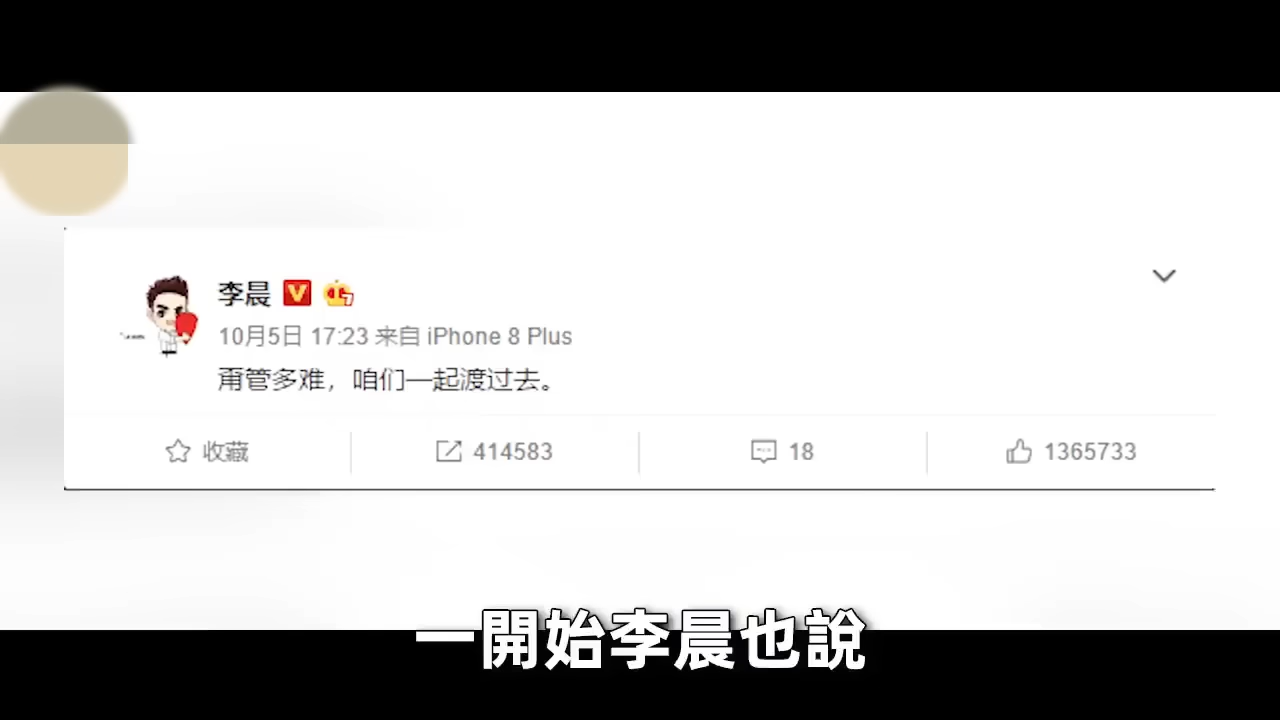 李晨
10月5日 17:23 来自 iPhone 8 Plus
甭管多难，咱们一起渡过去。
收藏 414583 18 1365733
一開始李晨也說